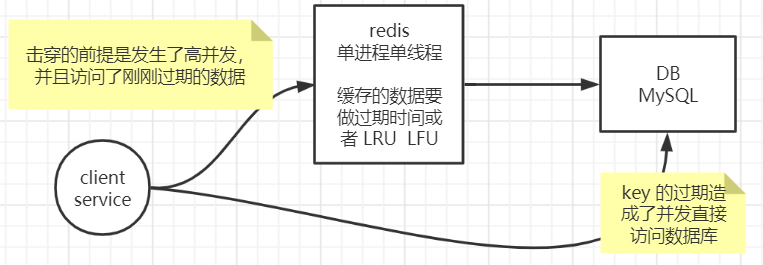 击穿的前提是发生了高并发，
并且访问了刚刚过期的数据
redis
单进程单线程
缓存的数据要
做过期时间或
者 LRU LFU
DB
MySQL
client
service
key 的过期造
成了并发直接
访问数据库